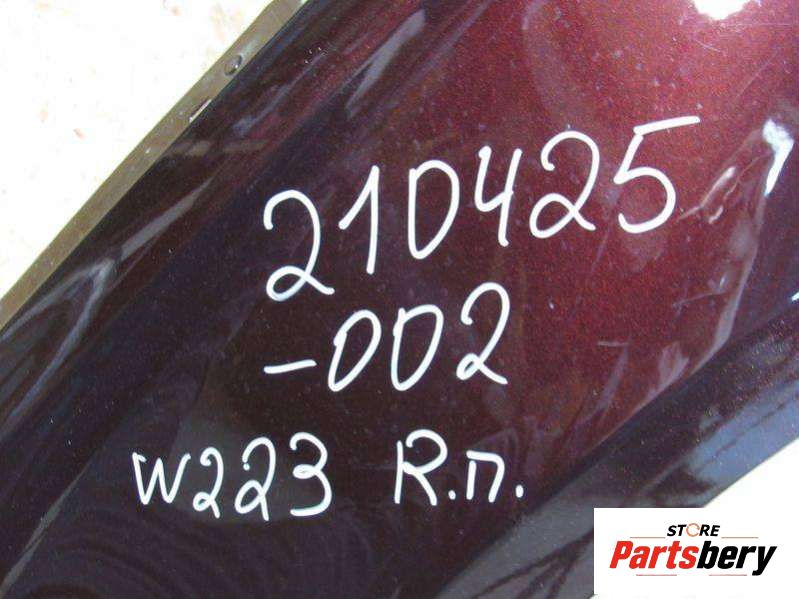 210425
-002
W223 R.п.
STORE
Partsbery